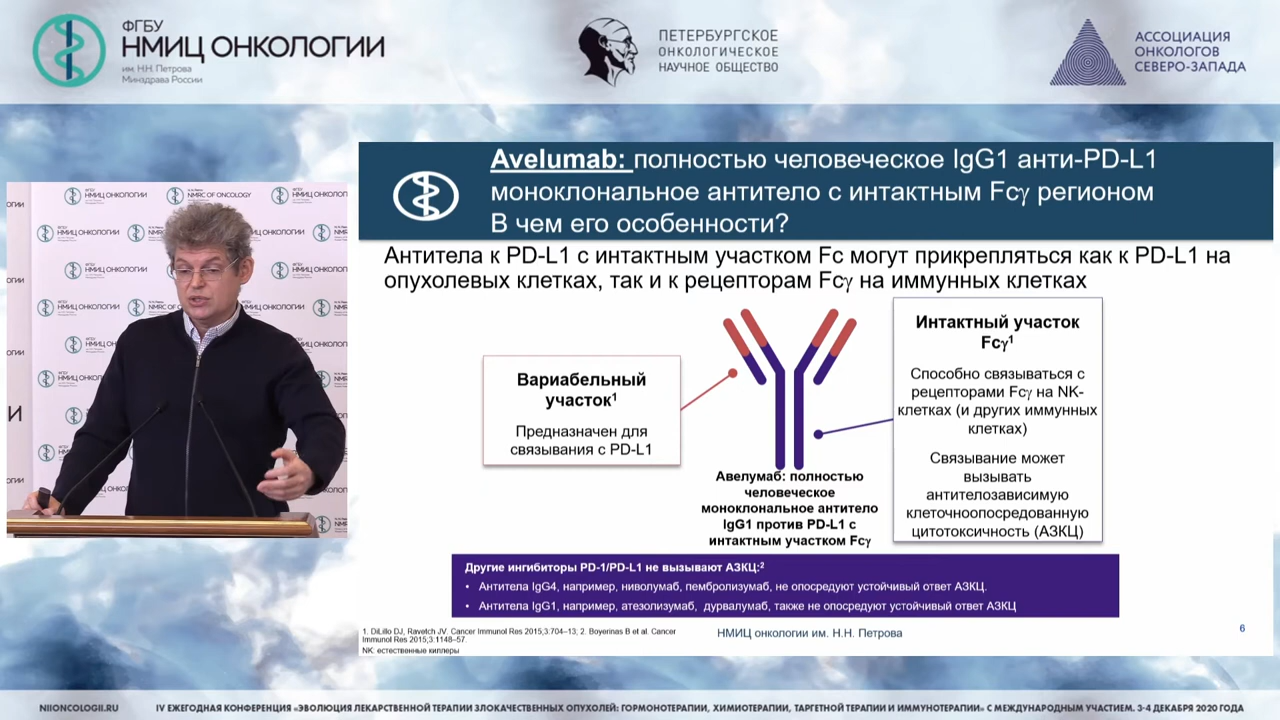 ФГБУ
НМИЦ ОНКОЛОГИИ
им. Н.Н. Петрова
Минздрава России
ПЕТЕРБУРГСКОЕ
ОНКОЛОГИЧЕСКОЕ
НАУЧНОЕ ОБЩЕСТВО
АССОЦИАЦИЯ
ОНКОЛОГОВ
СЕВЕРО-ЗАПАДА
Avelumab: полностью человеческое IgG1 анти-PD-L1
моноклональное антитело с интактным Fcγ регионом
В чем его особенности?
Антитела к PD-L1 с интактным участком Fc могут прикрепляться как к PD-L1 на
опухолевых клетках, так и к рецепторам Fcγ на иммунных клетках
Вариабельный
участок¹
Предназначен для
связывания с PD-L1
Авелумаб: полностью
человеческое
моноклональное антитело
IgG1 против PD-L1 с
интактным участком Fcγ
Интактный участок
Fcγ¹
Способно связываться с
рецепторами Fcγ на NK-
клетках (и других иммунных
клетках)
Связывание может
вызывать
антителозависимую
клеточноопосредованную
цитотоксичность (АЗКЦ)
Другие ингибиторы PD-1/PD-L1 не вызывают АЗКЦ:²
• Антитела IgG4, например, ниволумаб, пембролизумаб, не опосредуют устойчивый ответ АЗКЦ.
• Антитела IgG1, например, атезолизумаб, дурвалумаб, также не опосредуют устойчивый ответ АЗКЦ
1. DiLillo DJ, Ravetch JV. Cancer Immunol Res 2015;3:704–13; 2. Boyerinas B et al. Cancer
Immunol Res 2015;3:1148–57.
NK: естественные киллеры
НМИЦ онкологии им. Н.Н. Петрова
6
ФГБУ
НМИЦ ОНКОЛОГИИ
NMRC OF ONCOLOGY
NIIONCOLOGII.RU
IV ЕЖЕГОДНАЯ КОНФЕРЕНЦИЯ «ЭВОЛЮЦИЯ ЛЕКАРСТВЕННОЙ ТЕРАПИИ ЗЛОКАЧЕСТВЕННЫХ ОПУХОЛЕЙ: ГОРМОНОТЕРАПИИ, ХИМИОТЕРАПИИ, ТАРГЕТНОЙ ТЕРАПИИ И ИММУНОТЕРАПИИ» С МЕЖДУНАРОДНЫМ УЧАСТИЕМ. 3-4 ДЕКАБРЯ 2020 ГОДА